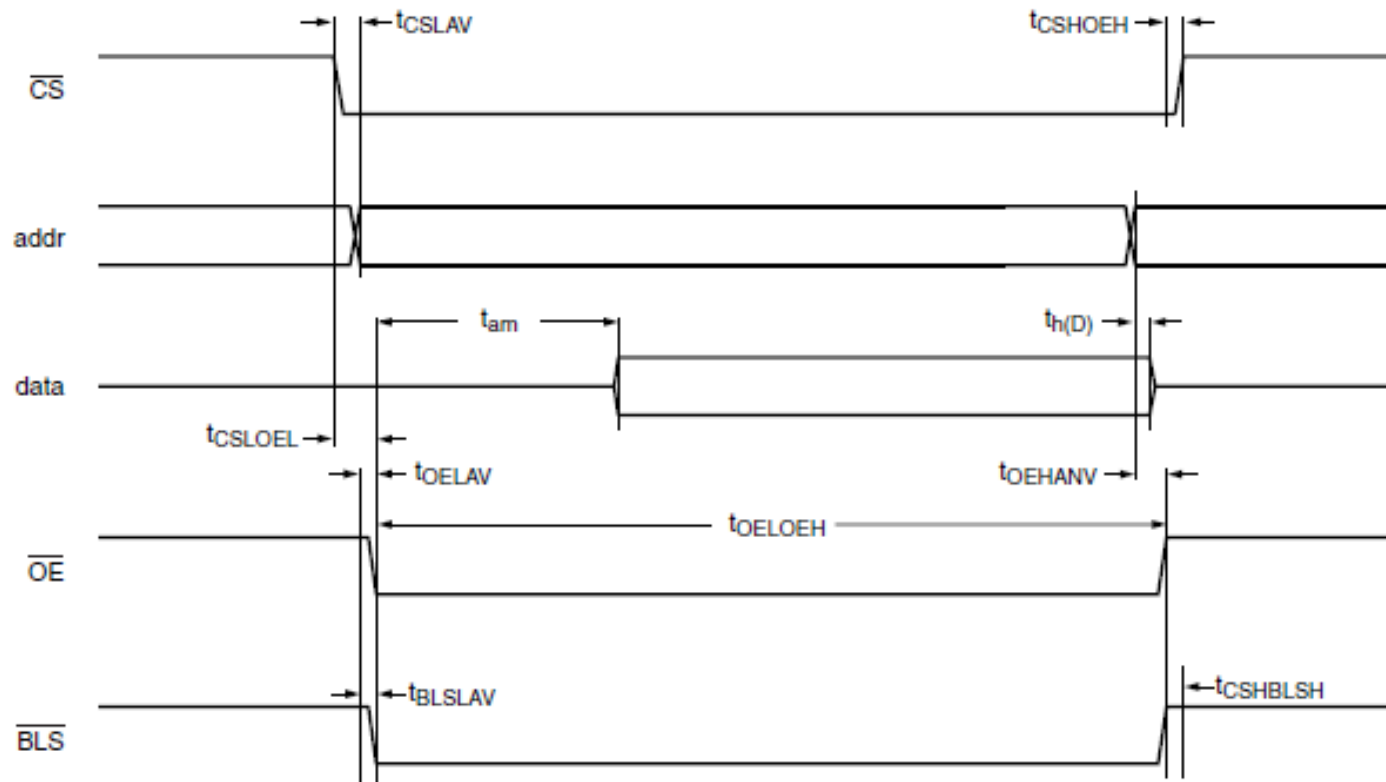 tCSLAV
tCSHOEH
CS
addr
tam
th(D)
data
tCSLOEL
tOELAV
tOEHANV
tOELOEH
OE
tBLSLAV
tCSHBLSH
BLS